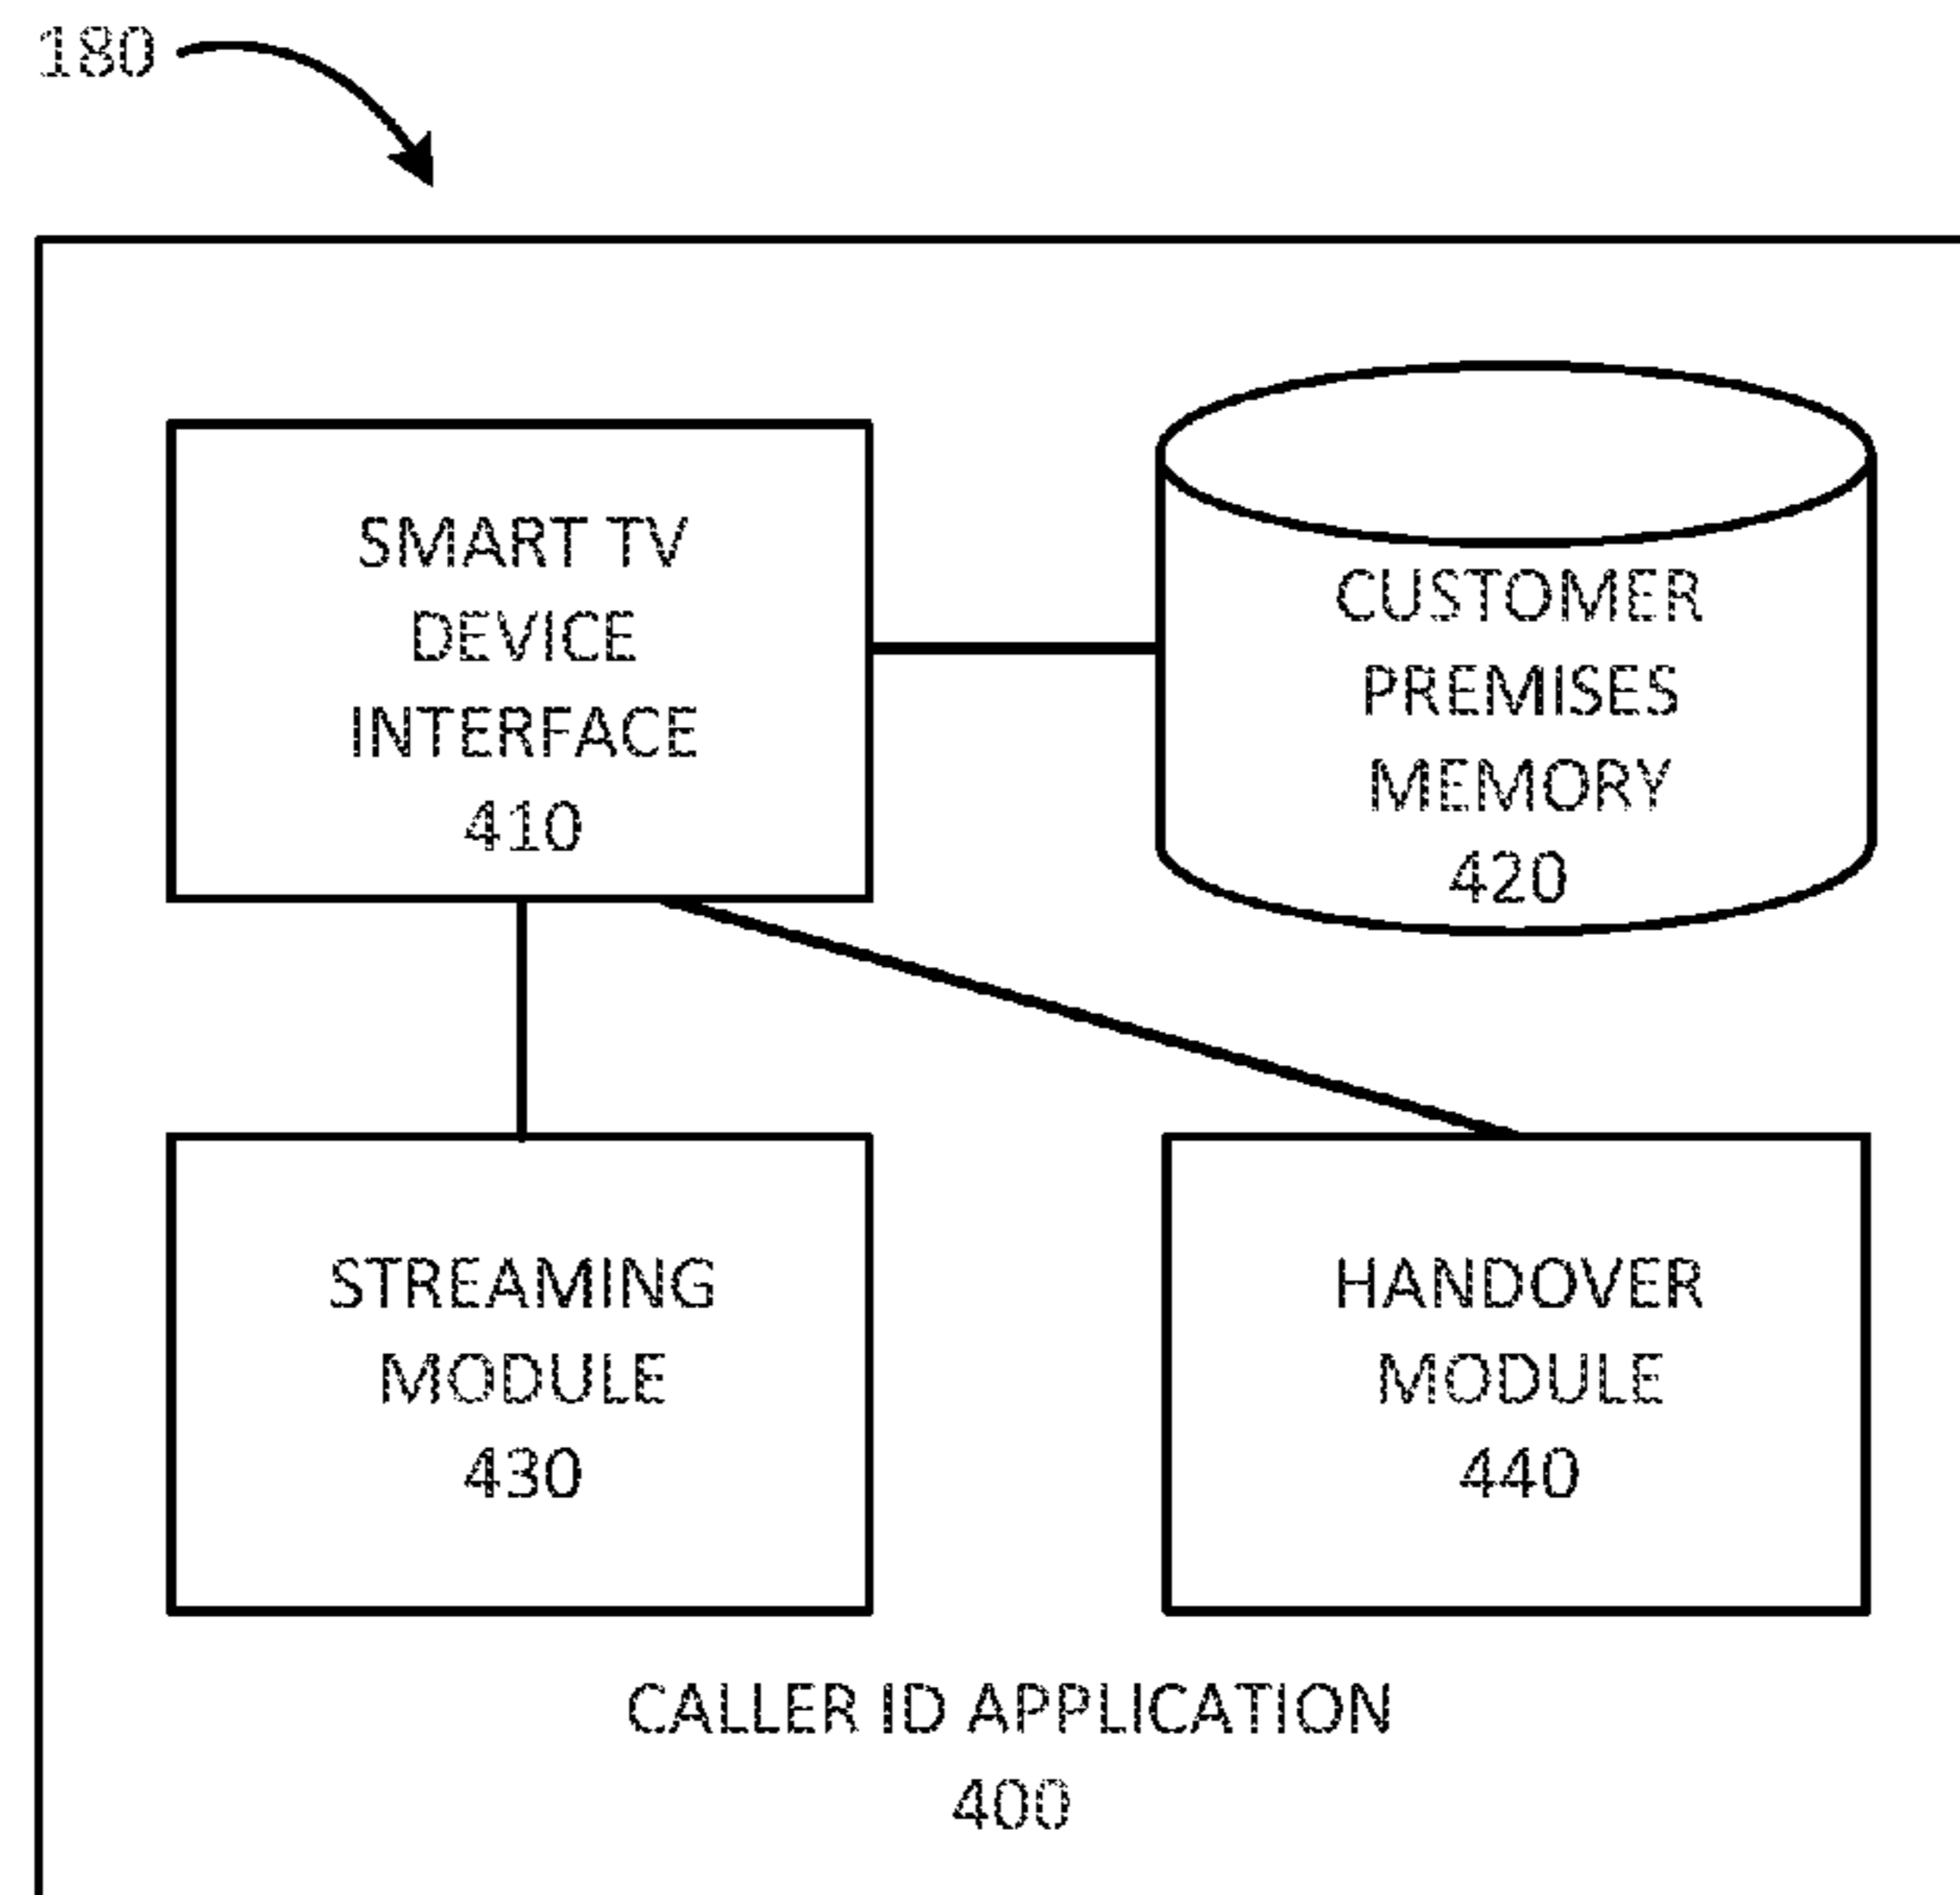 180
SMART TV
DEVICE
INTERFACE
410
CUSTOMER
PREMISES
MEMORY
420
STREAMING
MODULE
430
HANDOVER
MODULE
440
CALLER ID APPLICATION
400